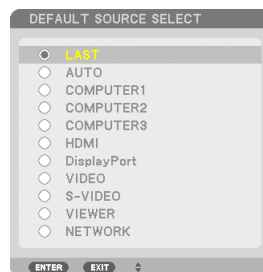 DEFAULT SOURCE SELECT
LAST
AUTO
COMPUTER1
COMPUTER2
COMPUTER3
HDMI
DisplayPort
VIDEO
S-VIDEO
VIEWER
NETWORK
ENTER EXIT